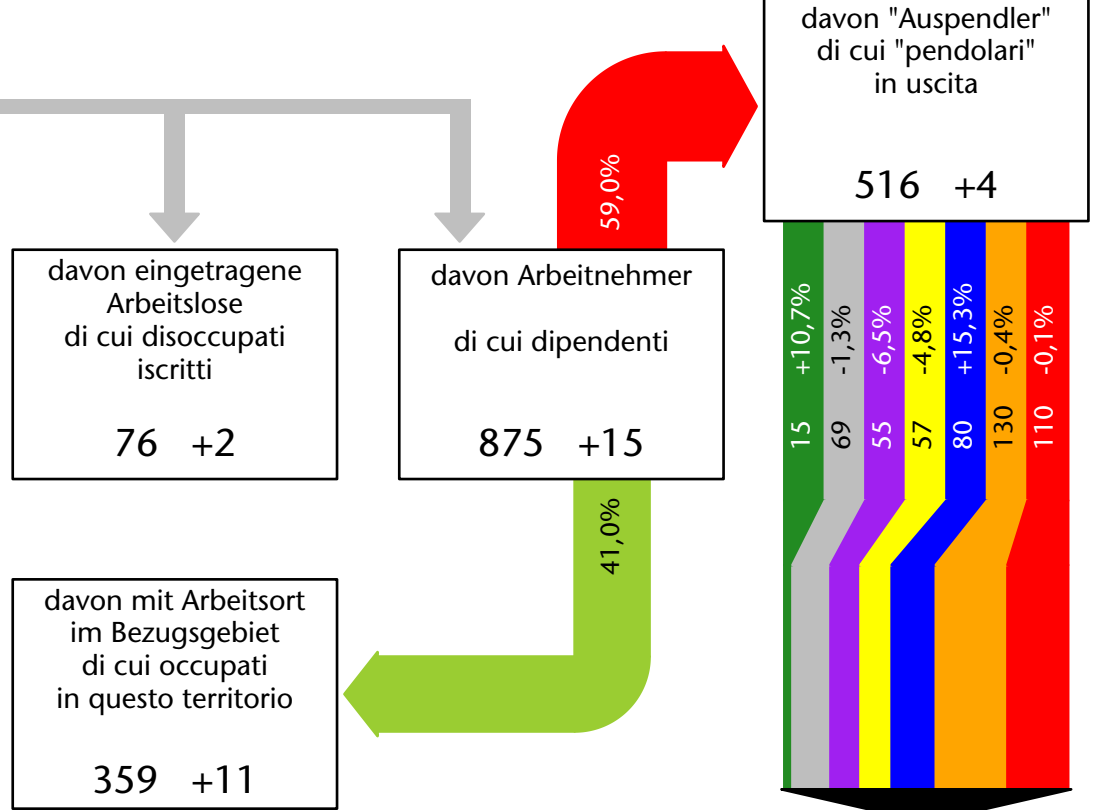 davon "Auspendler"
di cui "pendolari"
in uscita
516 +4
59,0%
davon eingetragene
Arbeitslose
di cui disoccupati
iscritti
76 +2
davon Arbeitnehmer
di cui dipendenti
875 +15
15 +10,7%
69 -1,3%
55 -6,5%
57 -4,8%
80 +15,3%
130 -0,4%
110 -0,1%
41,0%
davon mit Arbeitsort
im Bezugsgebiet
di cui occupati
in questo territorio
359 +11